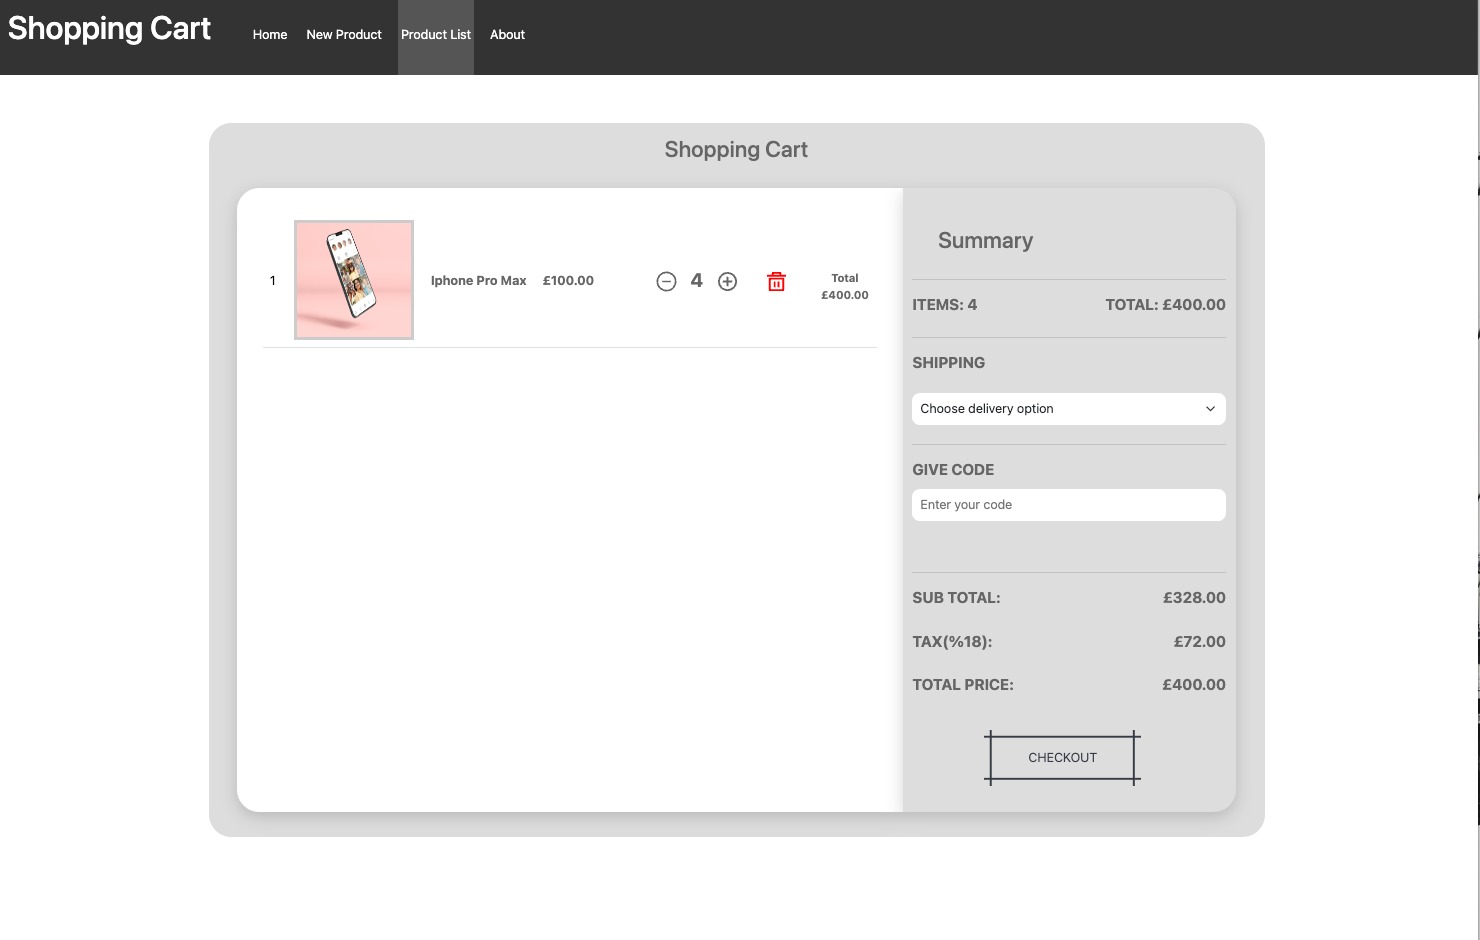 Shopping Cart
Home
New Product
Product List
About
Shopping Cart
1
Iphone Pro Max
£100.00
4
Total
£400.00
Summary
ITEMS: 4
TOTAL: £400.00
SHIPPING
Choose delivery option
GIVE CODE
Enter your code
SUB TOTAL:
£328.00
TAX(%18):
£72.00
TOTAL PRICE:
£400.00
CHECKOUT